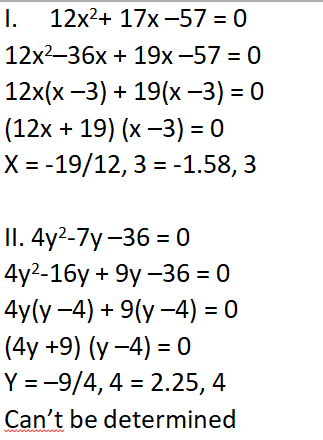 I. 12x²+ 17x –57 = 0
12x²–36x + 19x –57 = 0
12x(x –3) + 19(x –3) = 0
(12x + 19) (x –3) = 0
X = -19/12, 3 = -1.58, 3
II. 4y²-7y –36 = 0
4y²-16y + 9y –36 = 0
4y(y –4) + 9(y –4) = 0
(4y +9) (y –4) = 0
Y = –9/4, 4 = 2.25, 4
Can’t be determined